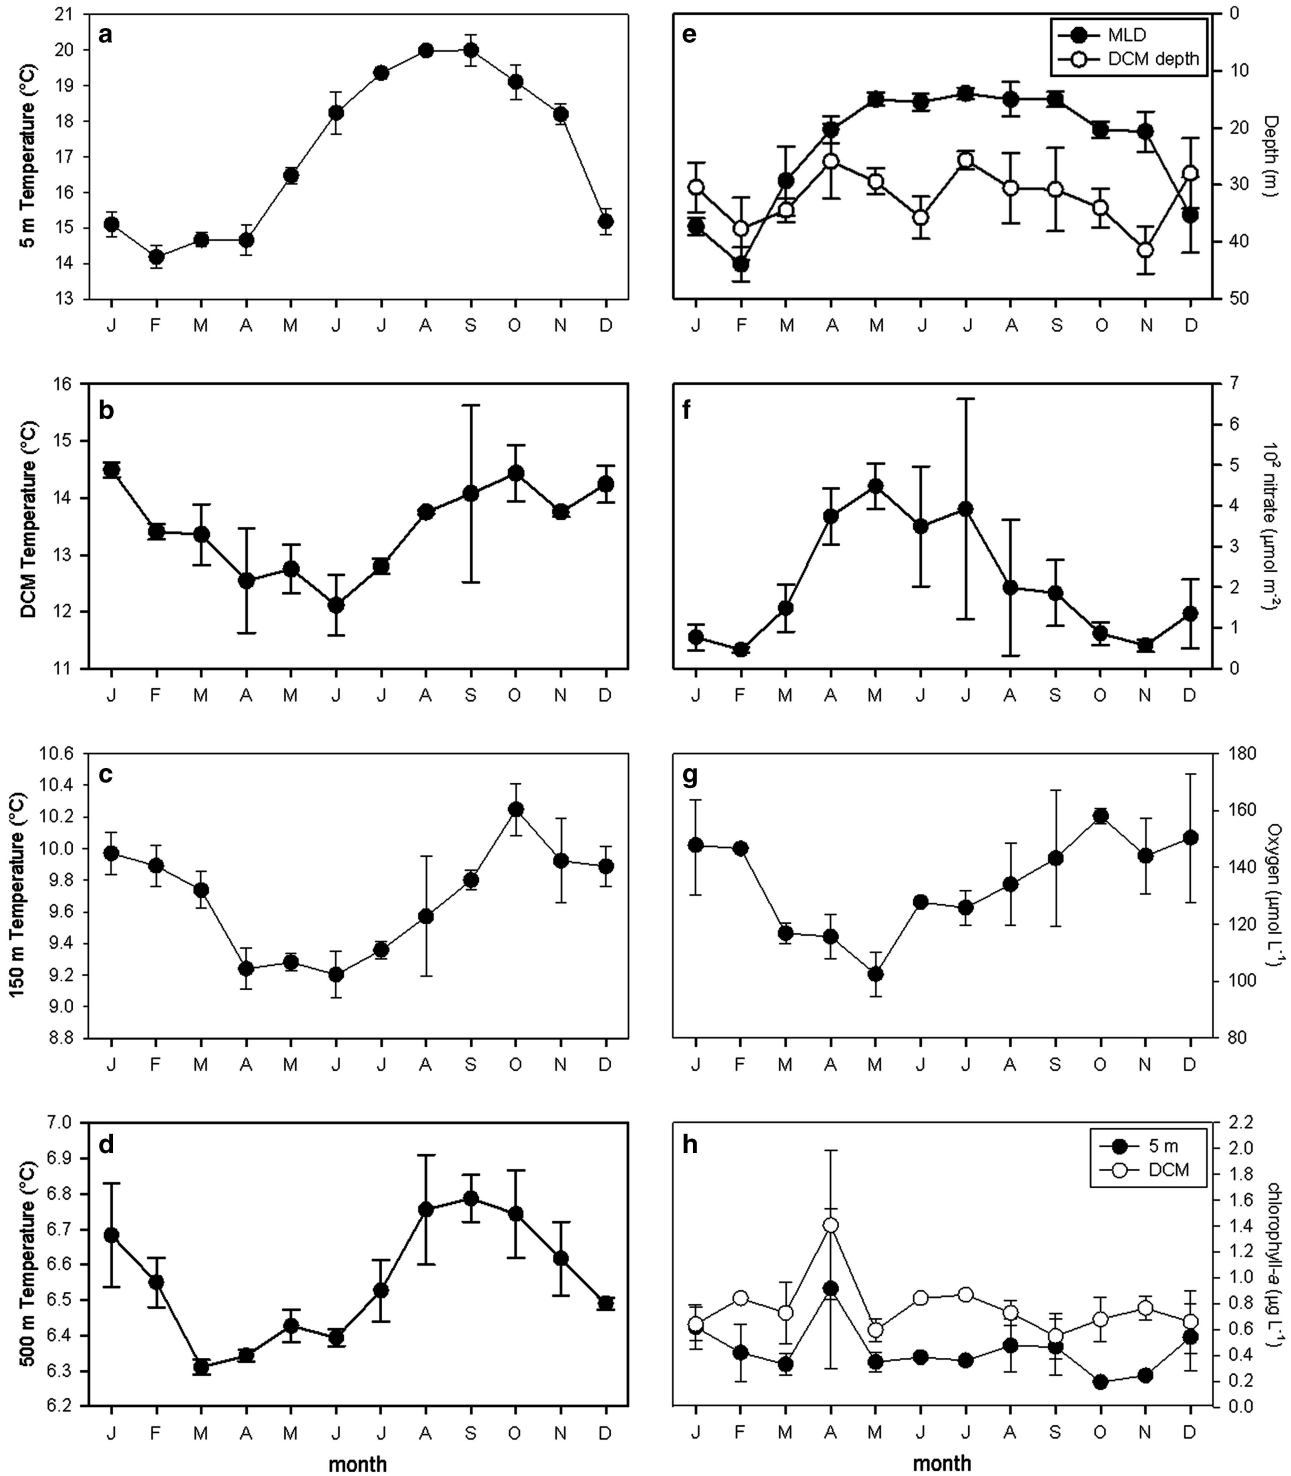 a
21
20
19
18
17
16
15
14
13
5 m Temperature (°C)
J F M A M J J A S O N D
e
MLD
DCM depth
0
10
20
30
40
50
Depth (m)
J F M A M J J A S O N D
b
16
15
14
13
12
11
DCM Temperature (°C)
J F M A M J J A S O N D
f
7
6
5
4
3
2
1
0
10² nitrate (µmol m⁻²)
J F M A M J J A S O N D
c
10.6
10.4
10.2
10.0
9.8
9.6
9.4
9.2
9.0
8.8
150 m Temperature (°C)
J F M A M J J A S O N D
g
180
160
140
120
100
80
Oxygen (µmol L⁻¹)
J F M A M J J A S O N D
d
7.0
6.9
6.8
6.7
6.6
6.5
6.4
6.3
6.2
500 m Temperature (°C)
J F M A M J J A S O N D
month
h
5 m
DCM
2.2
2.0
1.8
1.6
1.4
1.2
1.0
0.8
0.6
0.4
0.2
0.0
chlorophyll-a (µg L⁻¹)
J F M A M J J A S O N D
month